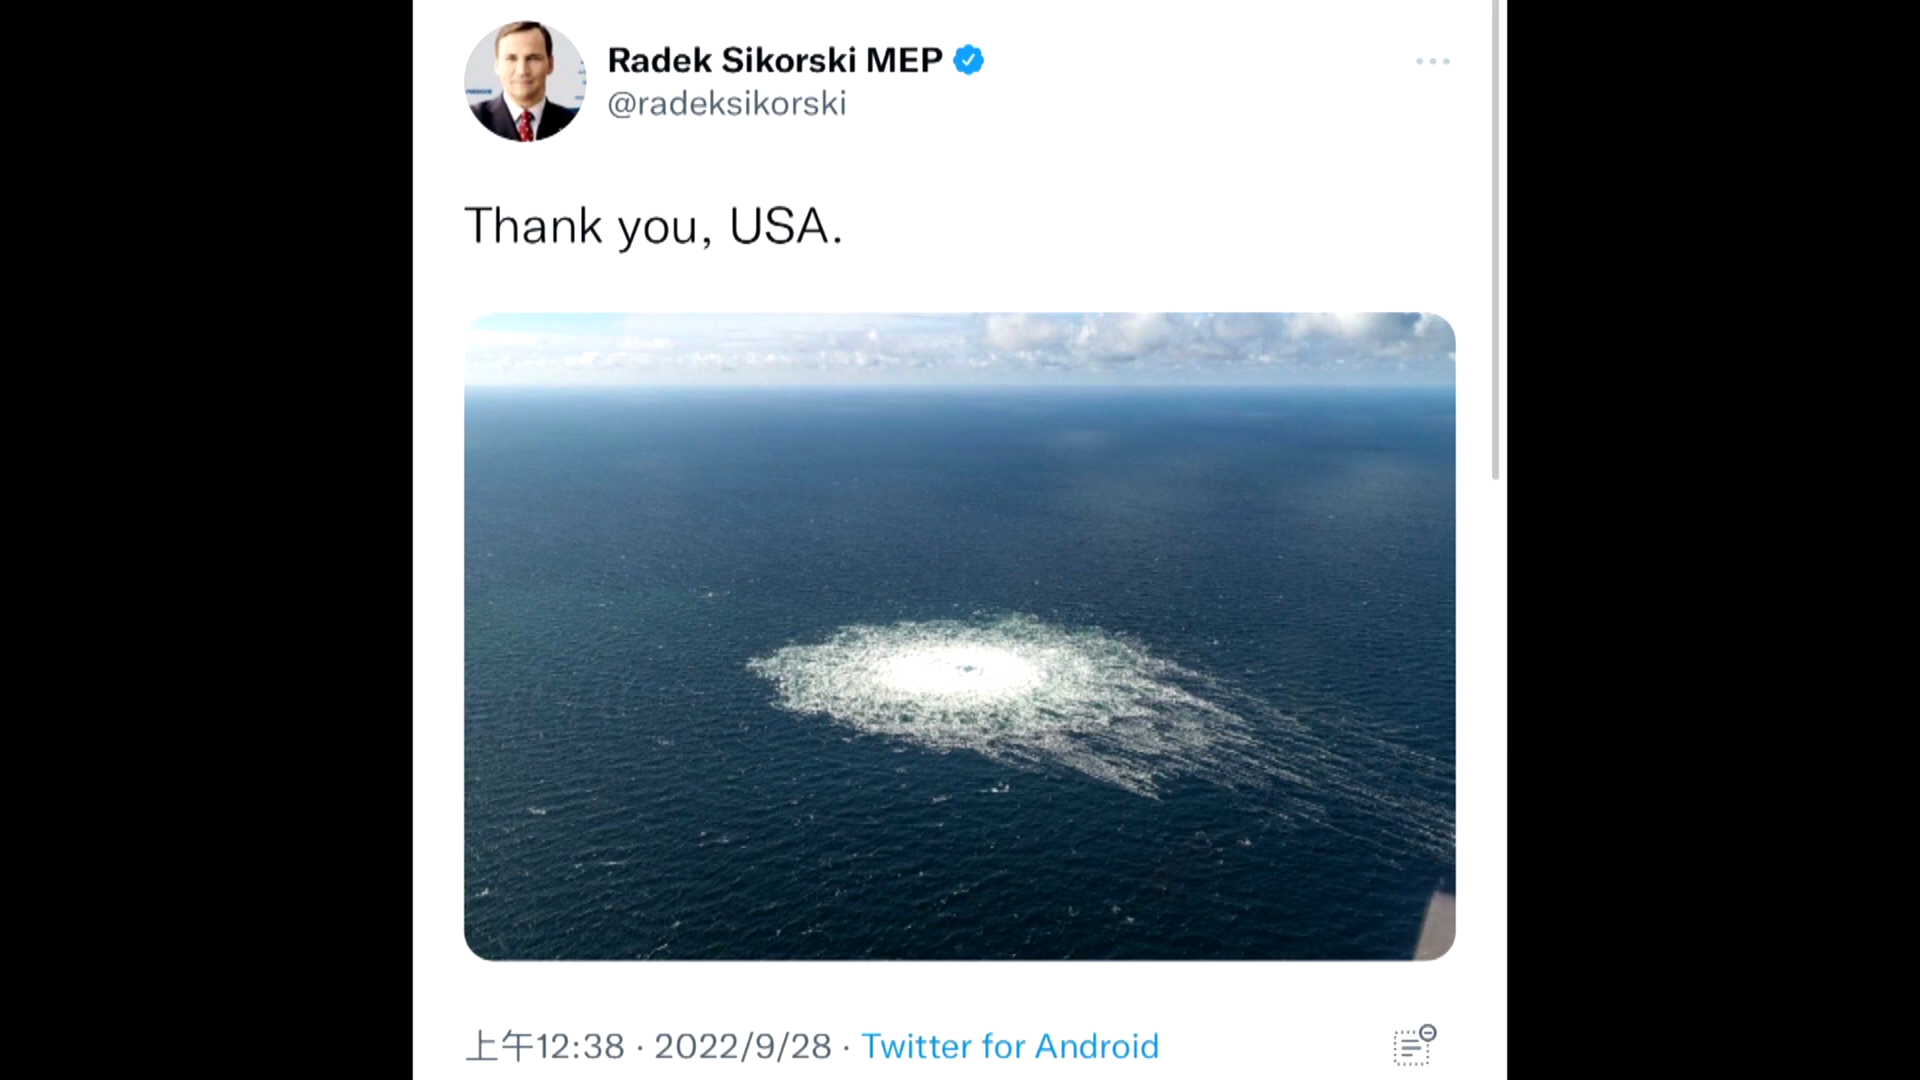 Radek Sikorski MEP
@radeksikorski
Thank you, USA.
上午12:38 · 2022/9/28 · Twitter for Android